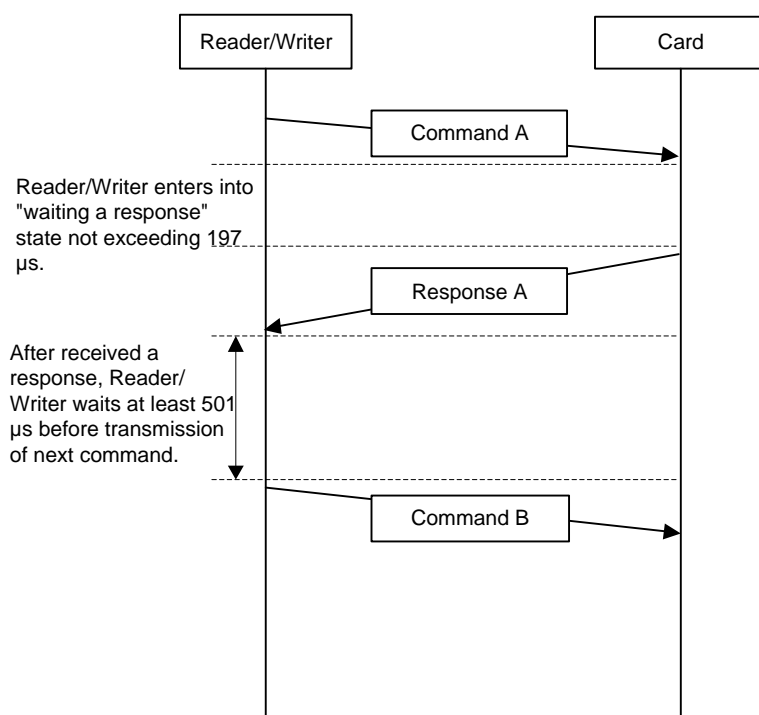 Reader/Writer
Card
Command A
Reader/Writer enters into
"waiting a response"
state not exceeding 197
µs.
Response A
After received a
response, Reader/
Writer waits at least 501
µs before transmission
of next command.
Command B